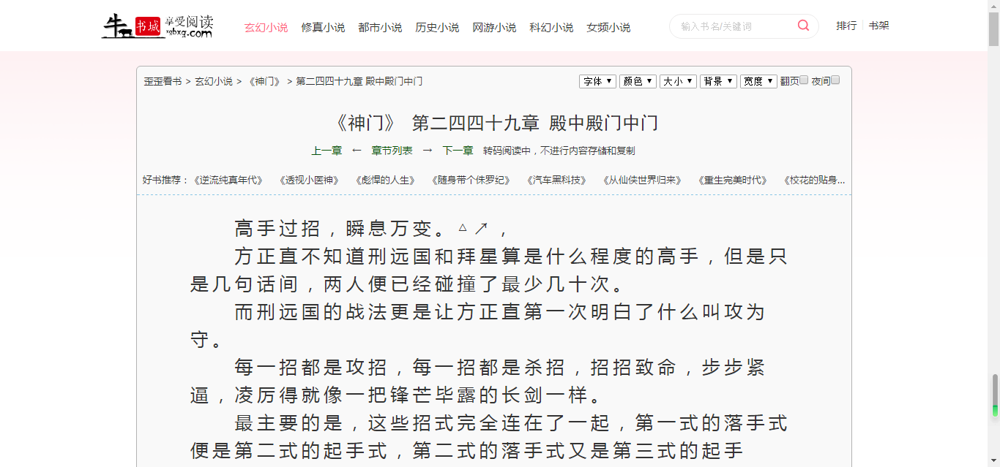 牛书城 享受阅读
xgbxg.com
玄幻小说 修真小说 都市小说 历史小说 网游小说 科幻小说 女频小说
输入书名/关键词
排行 书架
歪歪看书 > 玄幻小说 > 《神门》 > 第二四四十九章 殿中殿门中门
字体 颜色 大小 背景 宽度 翻页 夜间
《神门》 第二四四十九章 殿中殿门中门
上一章 ← 章节列表 → 下一章 转码阅读中，不进行内容存储和复制
好书推荐：《逆流纯真年代》 《透视小医神》 《彪悍的人生》 《随身带个侏罗纪》 《汽车黑科技》 《从仙侠世界归来》 《重生完美时代》 《校花的贴身...
高手过招，瞬息万变。△↗，
方正直不知道刑远国和拜星算是什么程度的高手，但是只
是几句话间，两人便已经碰撞了最少几十次。
而刑远国的战法更是让方正直第一次明白了什么叫攻为
守。
每一招都是攻招，每一招都是杀招，招招致命，步步紧
逼，凌厉得就像一把锋芒毕露的长剑一样。
最主要的是，这些招式完全连在了一起，第一式的落手式
便是第二式的起手式，第二式的落手式又是第三式的起手